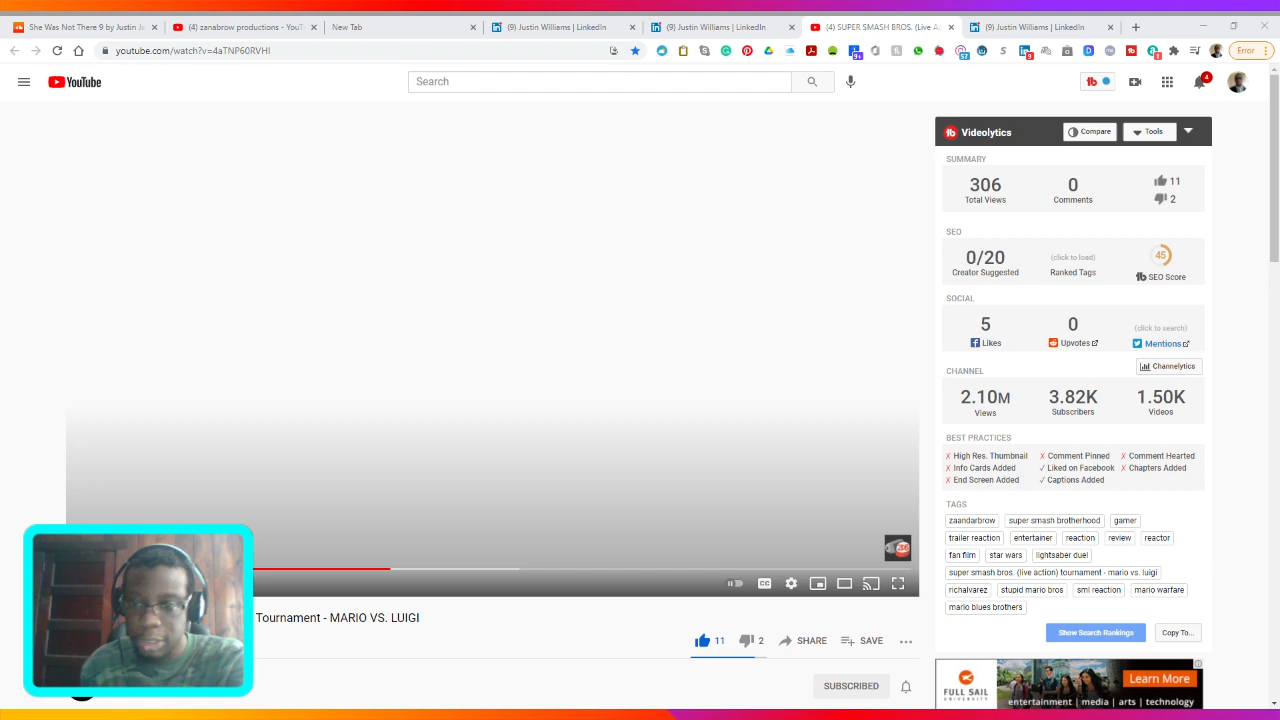 She Was Not There 9 by Justin J
(4) zanabrow productions - YouT
New Tab
(9) Justin Williams | LinkedIn
(9) Justin Williams | LinkedIn
(4) SUPER SMASH BROS. (Live Ac
(9) Justin Williams | LinkedIn
youtube.com/watch?v=4aTNP60RVHI
9+
57
9
1
Error
YouTube
Search
4
Videolytics
Compare
Tools
SUMMARY
306
0
11
Total Views
Comments
2
SEO
0/20
(click to load)
45
Creator Suggested
Ranked Tags
SEO Score
SOCIAL
5
0
(click to search)
Likes
Upvotes
Mentions
CHANNEL
Channelytics
2.10M
3.82K
1.50K
Views
Subscribers
Videos
BEST PRACTICES
✗ High Res. Thumbnail
✗ Comment Pinned
✗ Comment Hearted
✗ Info Cards Added
✓ Liked on Facebook
✗ Chapters Added
✗ End Screen Added
✓ Captions Added
TAGS
zaandarbrow
super smash brotherhood
gamer
trailer reaction
entertainer
reaction
review
reactor
fan film
star wars
lightsaber duel
super smash bros. (live action) tournament - mario vs. luigi
richalvarez
stupid mario bros
sml reaction
mario warfare
mario blues brothers
Show Search Rankings
Copy To...
CC
Tournament - MARIO VS. LUIGI
11
2
SHARE
SAVE
SUBSCRIBED
FULL SAIL
UNIVERSITY
Learn More
entertainment | media | arts | technology